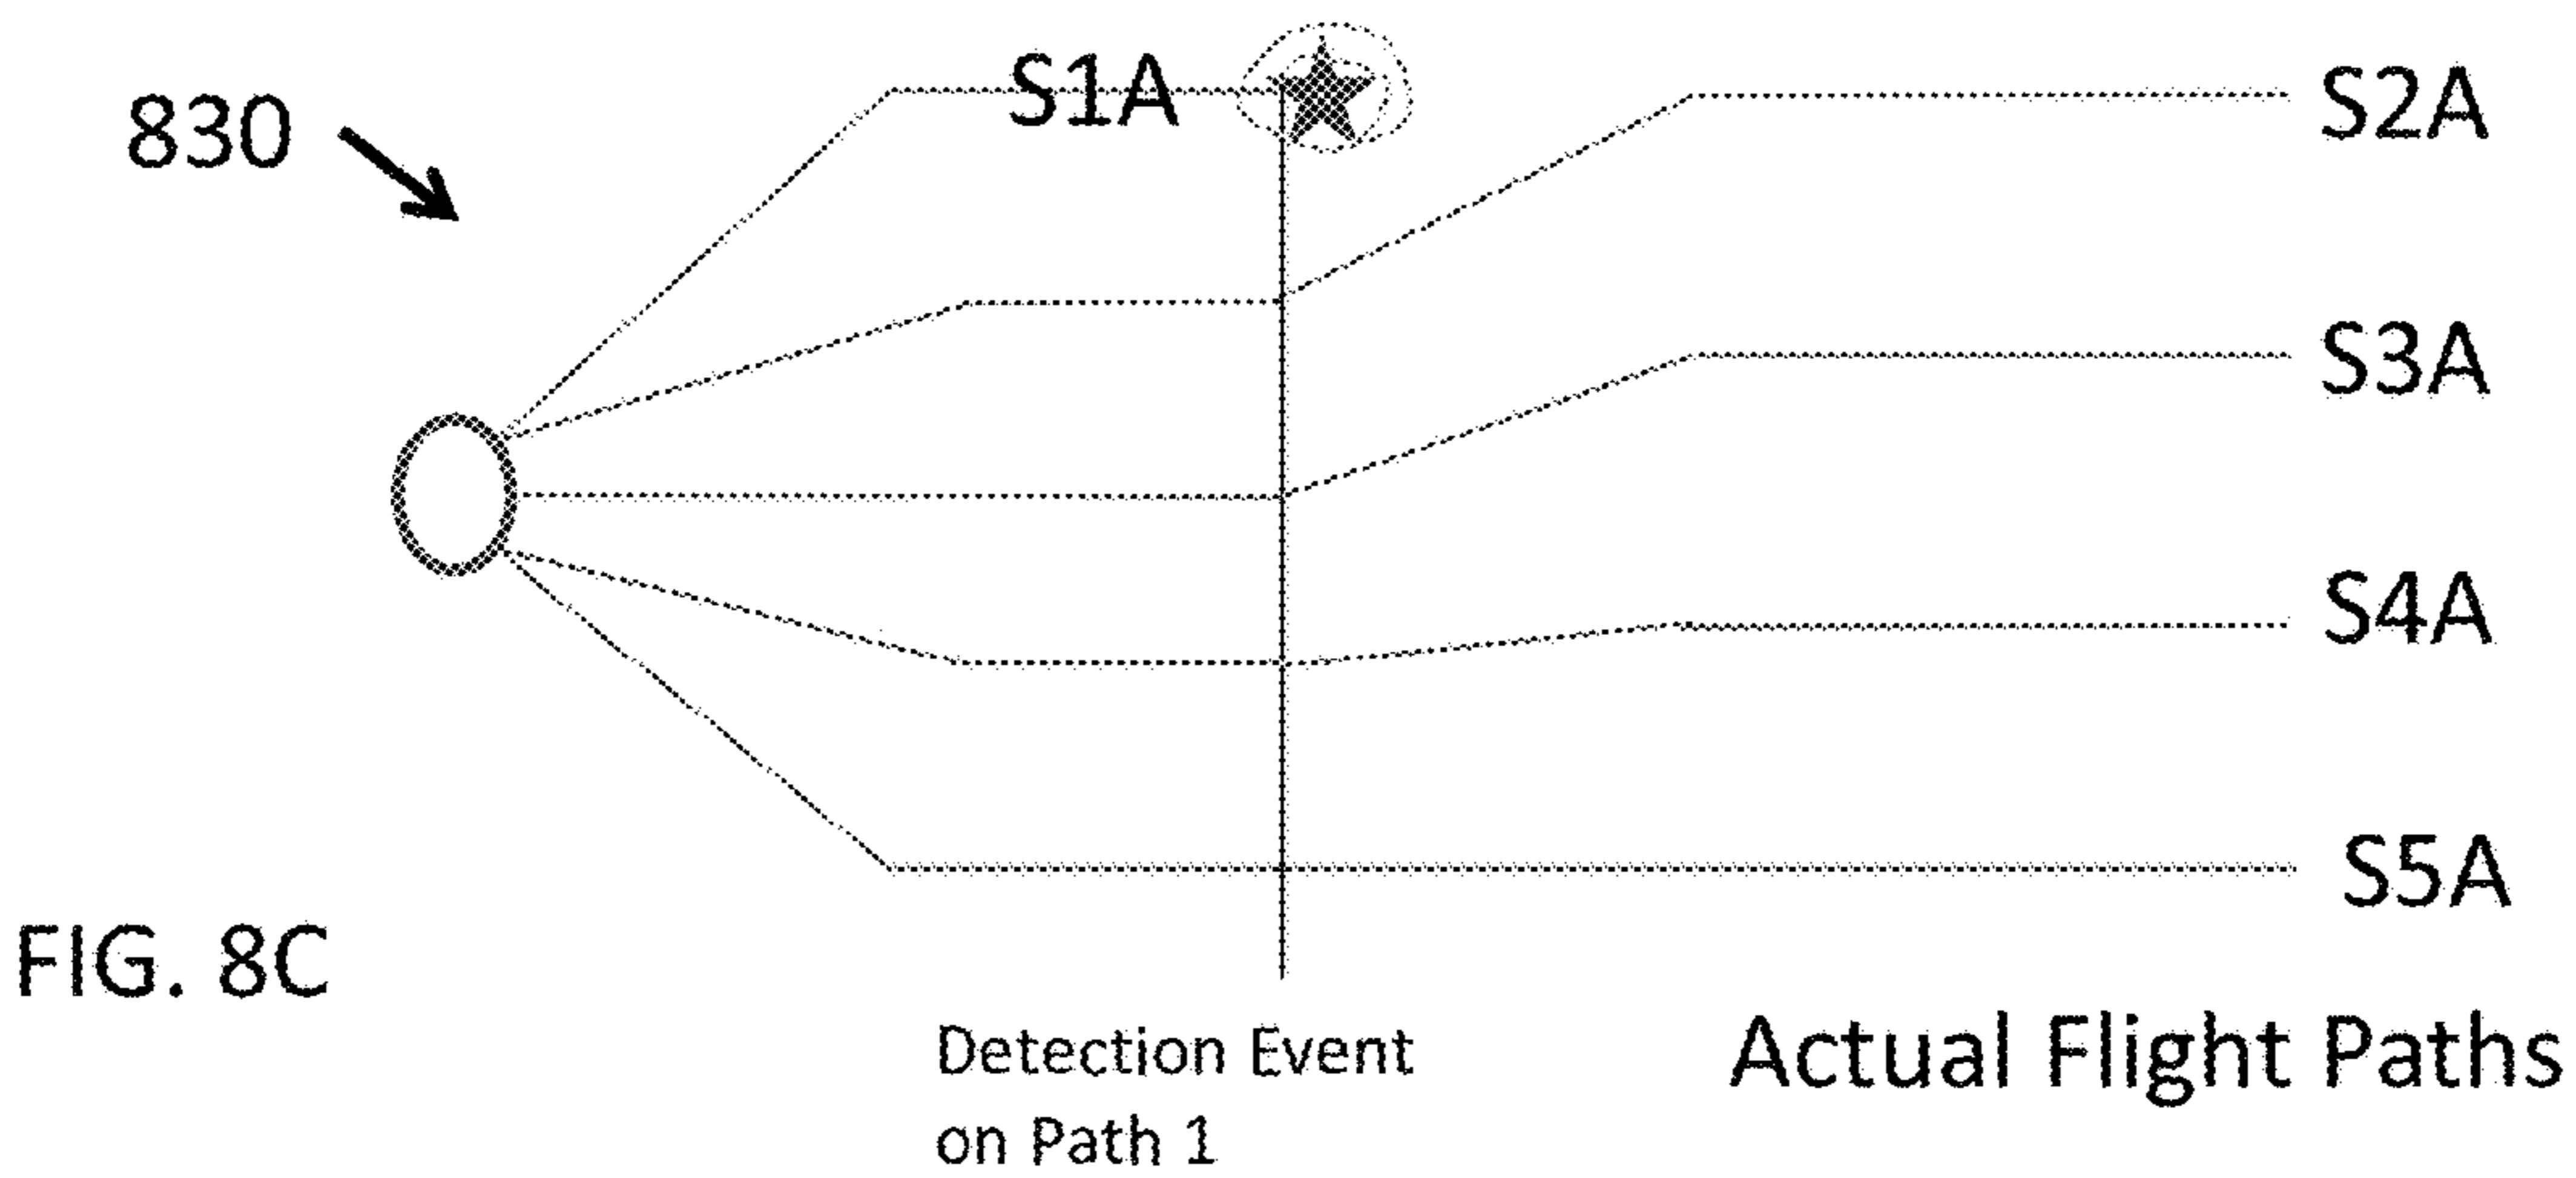 830
S1A
S2A
S3A
S4A
S5A
FIG. 8C
Detection Event
on Path 1
Actual Flight Paths